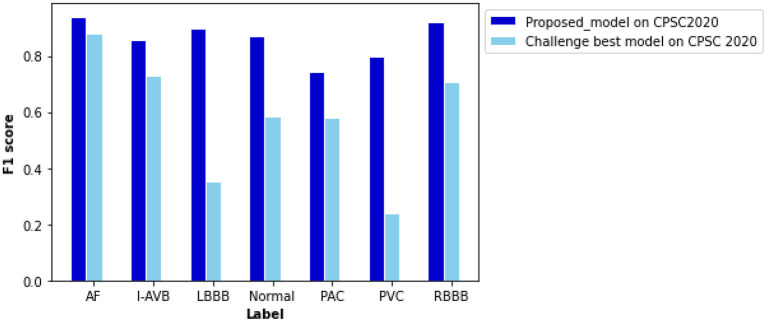 Proposed_model on CPSC2020
Challenge best model on CPSC 2020
F1 score
0.8
0.6
0.4
0.2
0.0
AF I-AVB LBBB Normal PAC PVC RBBB
Label